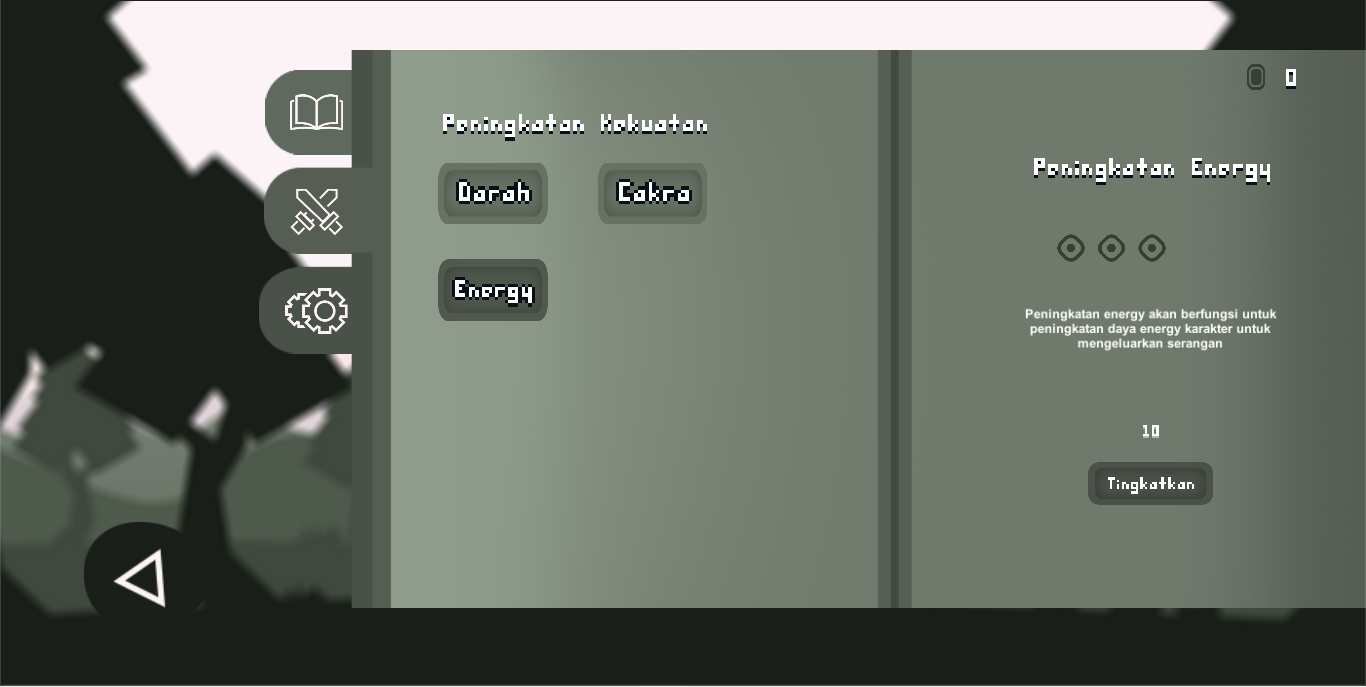 0
Peningkatan Kekuatan
Peningkatan Energy
Darah
Cakra
Energy
Peningkatan energy akan berfungsi untuk
peningkatan daya energy karakter untuk
mengeluarkan serangan
10
Tingkatkan